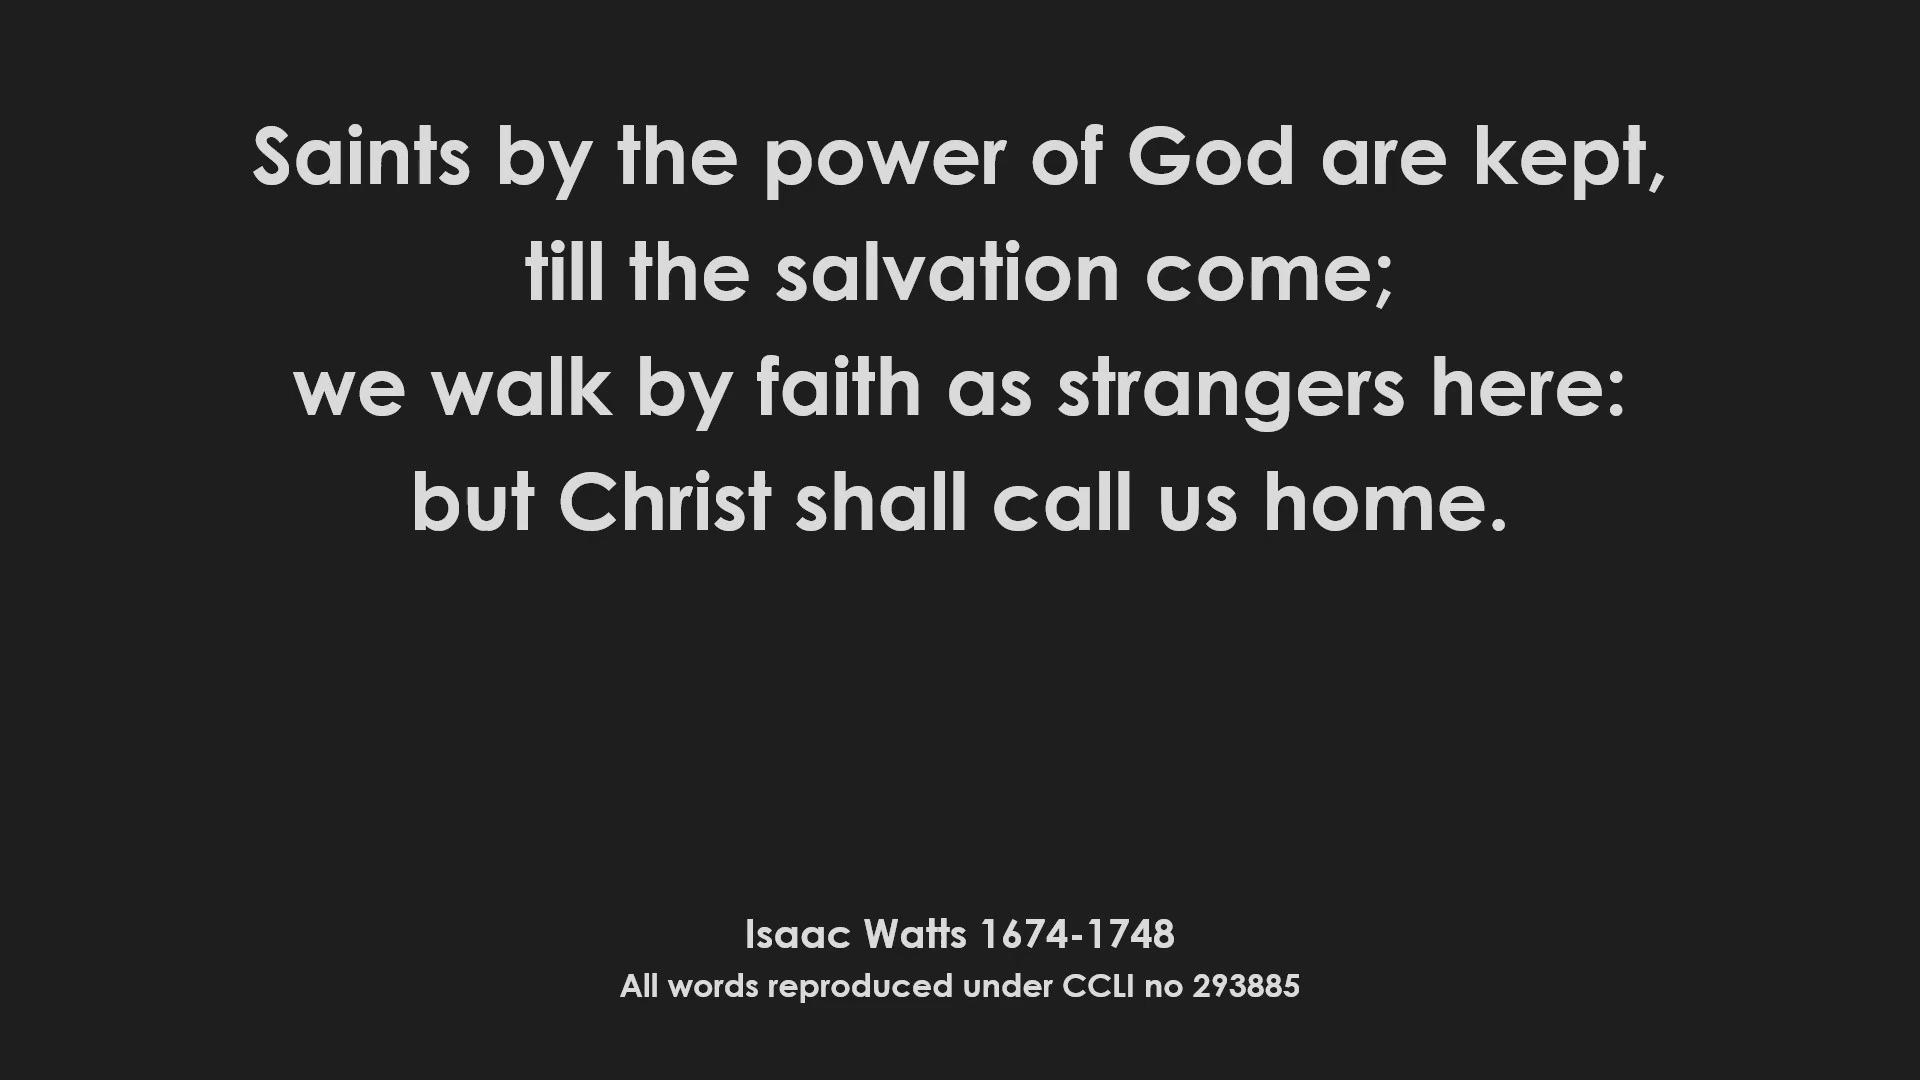 Saints by the power of God are kept,
till the salvation come;
we walk by faith as strangers here:
but Christ shall call us home.
Isaac Watts 1674-1748
All words reproduced under CCLI no 293885